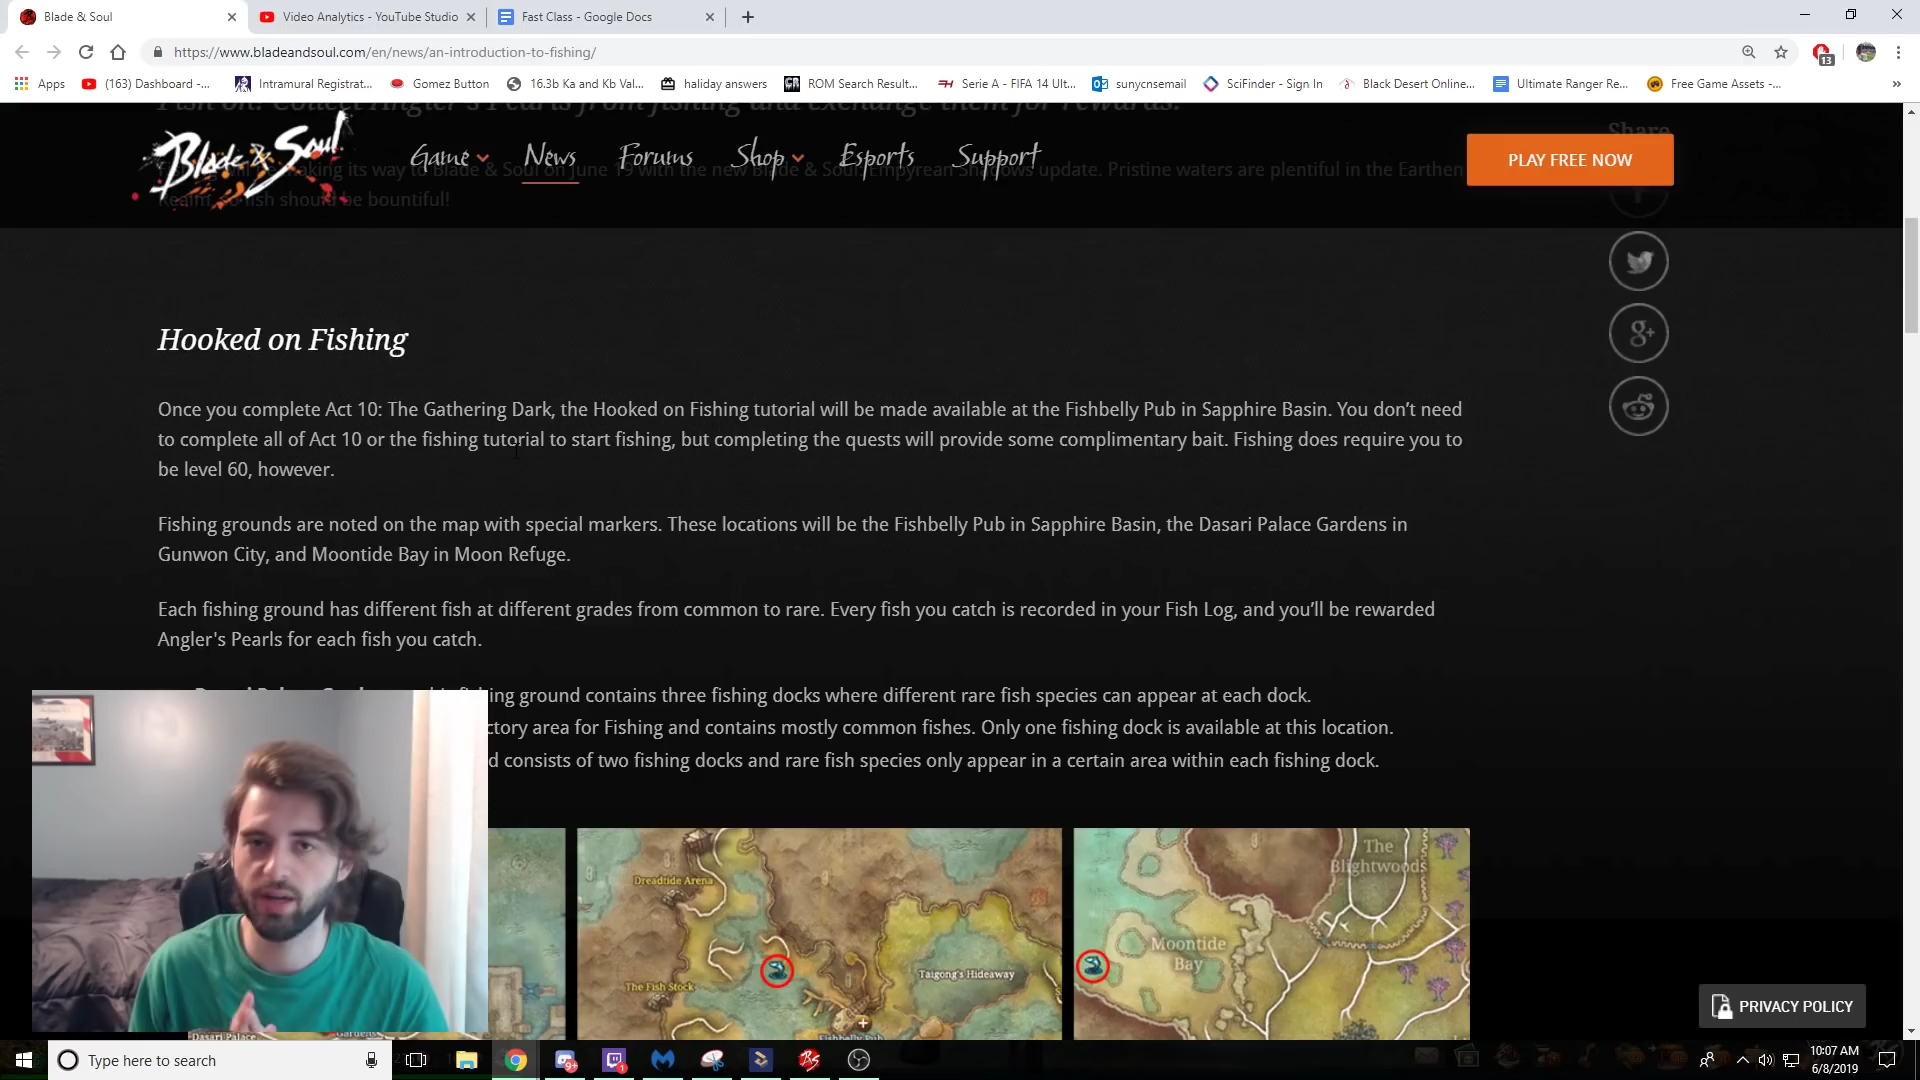 Blade & Soul
Video Analytics - YouTube Studio
Fast Class - Google Docs
https://www.bladeandsoul.com/en/news/an-introduction-to-fishing/
13
Apps
(163) Dashboard -...
Intramural Registrat...
Gomez Button
16.3b Ka and Kb Val...
haliday answers
ROM Search Result...
Serie A - FIFA 14 Ult...
sunycnsemail
SciFinder - Sign In
Black Desert Online...
Ultimate Ranger Re...
Free Game Assets -...
Fish on! Collect Angler's Pearls from fishing and exchange them for rewards.
Share
Blade & Soul
Game
News
Forums
Shop
Esports
Support
PLAY FREE NOW
making its way to Blade & Soul on June 19 with the new Blade & Soul: Empyrean Shadows update. Pristine waters are plentiful in the Earthen
Realm, so fish should be bountiful!
Hooked on Fishing
Once you complete Act 10: The Gathering Dark, the Hooked on Fishing tutorial will be made available at the Fishbelly Pub in Sapphire Basin. You don't need
to complete all of Act 10 or the fishing tutorial to start fishing, but completing the quests will provide some complimentary bait. Fishing does require you to
be level 60, however.
Fishing grounds are noted on the map with special markers. These locations will be the Fishbelly Pub in Sapphire Basin, the Dasari Palace Gardens in
Gunwon City, and Moontide Bay in Moon Refuge.
Each fishing ground has different fish at different grades from common to rare. Every fish you catch is recorded in your Fish Log, and you'll be rewarded
Angler's Pearls for each fish you catch.
ing ground contains three fishing docks where different rare fish species can appear at each dock.
ctory area for Fishing and contains mostly common fishes. Only one fishing dock is available at this location.
d consists of two fishing docks and rare fish species only appear in a certain area within each fishing dock.
Dreadtide Arena
The Fish Stock
Taigong's Hideaway
Fishbelly Pub
The
Blightwoods
Moontide
Bay
Dasari Palace
Gardens
PRIVACY POLICY
Type here to search
9+
1
10:07 AM
6/8/2019